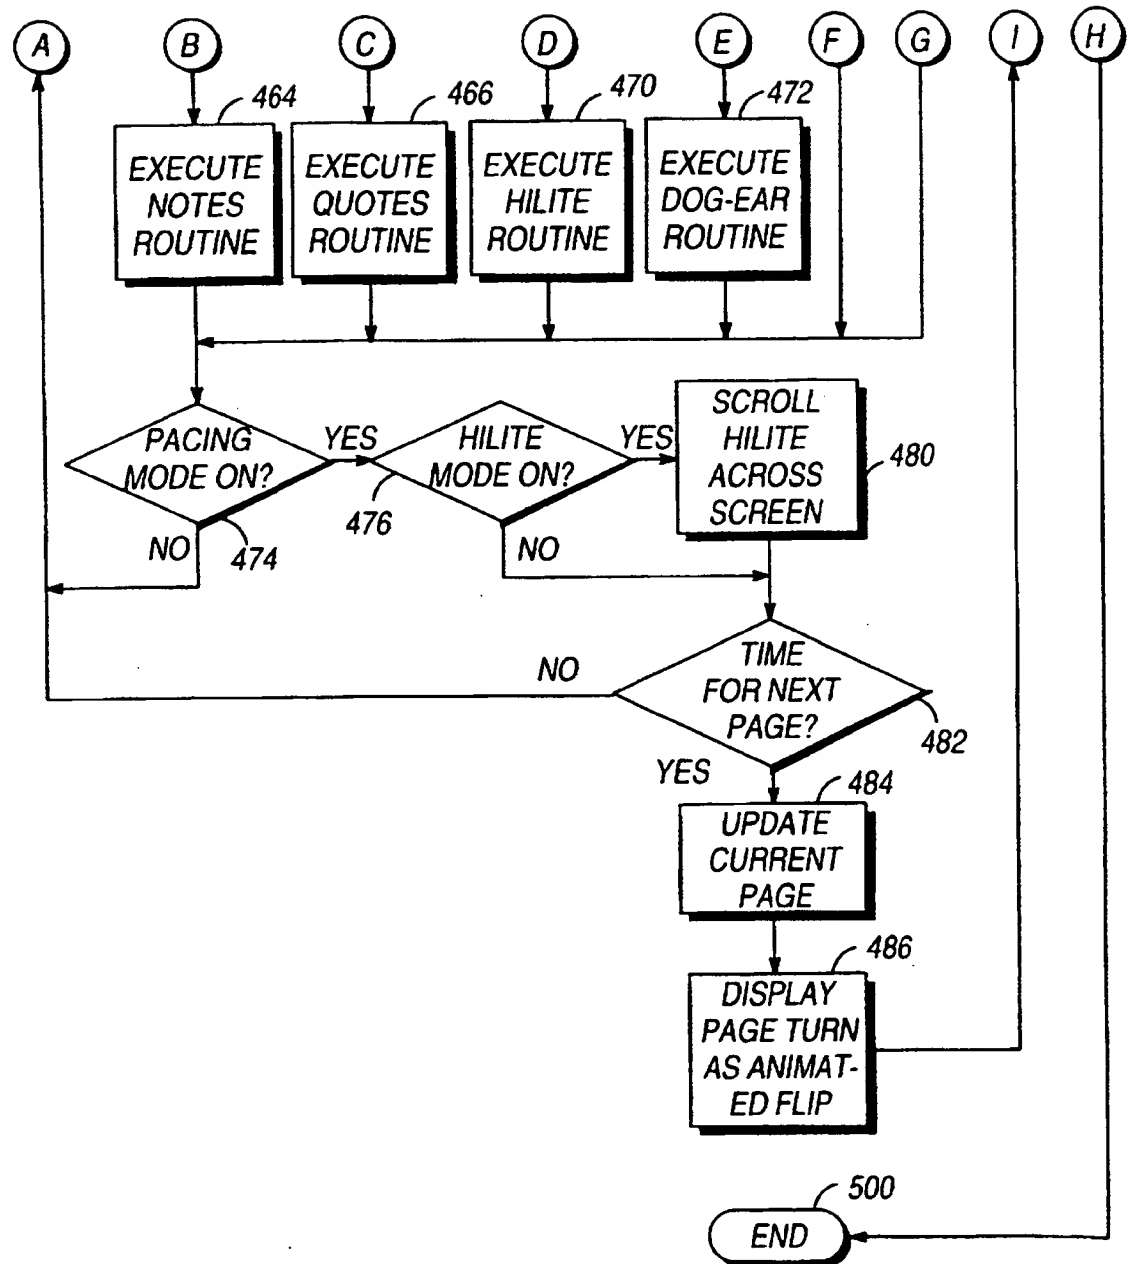 A B C D E F G I H
464 466 470 472
EXECUTE
NOTES
ROUTINE
EXECUTE
QUOTES
ROUTINE
EXECUTE
HILITE
ROUTINE
EXECUTE
DOG-EAR
ROUTINE
PACING
MODE ON?
YES
NO
474
HILITE
MODE ON?
YES
476
NO
SCROLL
HILITE
ACROSS
SCREEN
480
TIME
FOR NEXT
PAGE?
NO
482
YES
484
UPDATE
CURRENT
PAGE
486
DISPLAY
PAGE TURN
AS ANIMAT-
ED FLIP
500
END